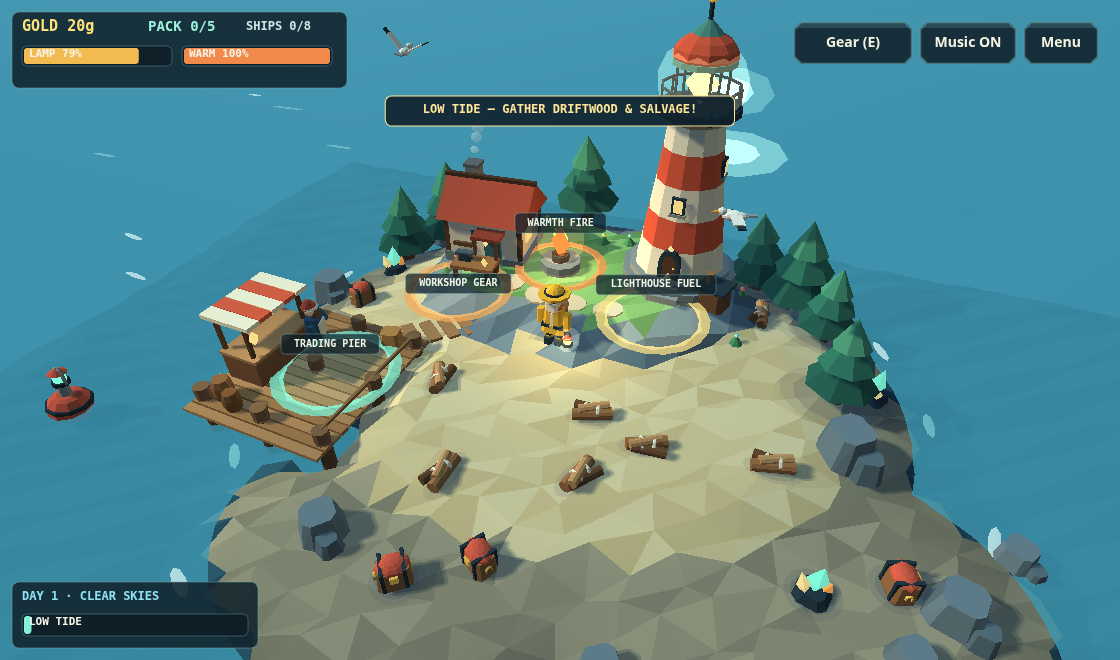 GOLD 20g PACK 0/5 SHIPS 0/8
LAMP 79% WARM 100%
Gear (E) Music ON Menu
LOW TIDE — GATHER DRIFTWOOD & SALVAGE!
WARMTH FIRE
WORKSHOP GEAR
LIGHTHOUSE FUEL
TRADING PIER
DAY 1 · CLEAR SKIES
LOW TIDE